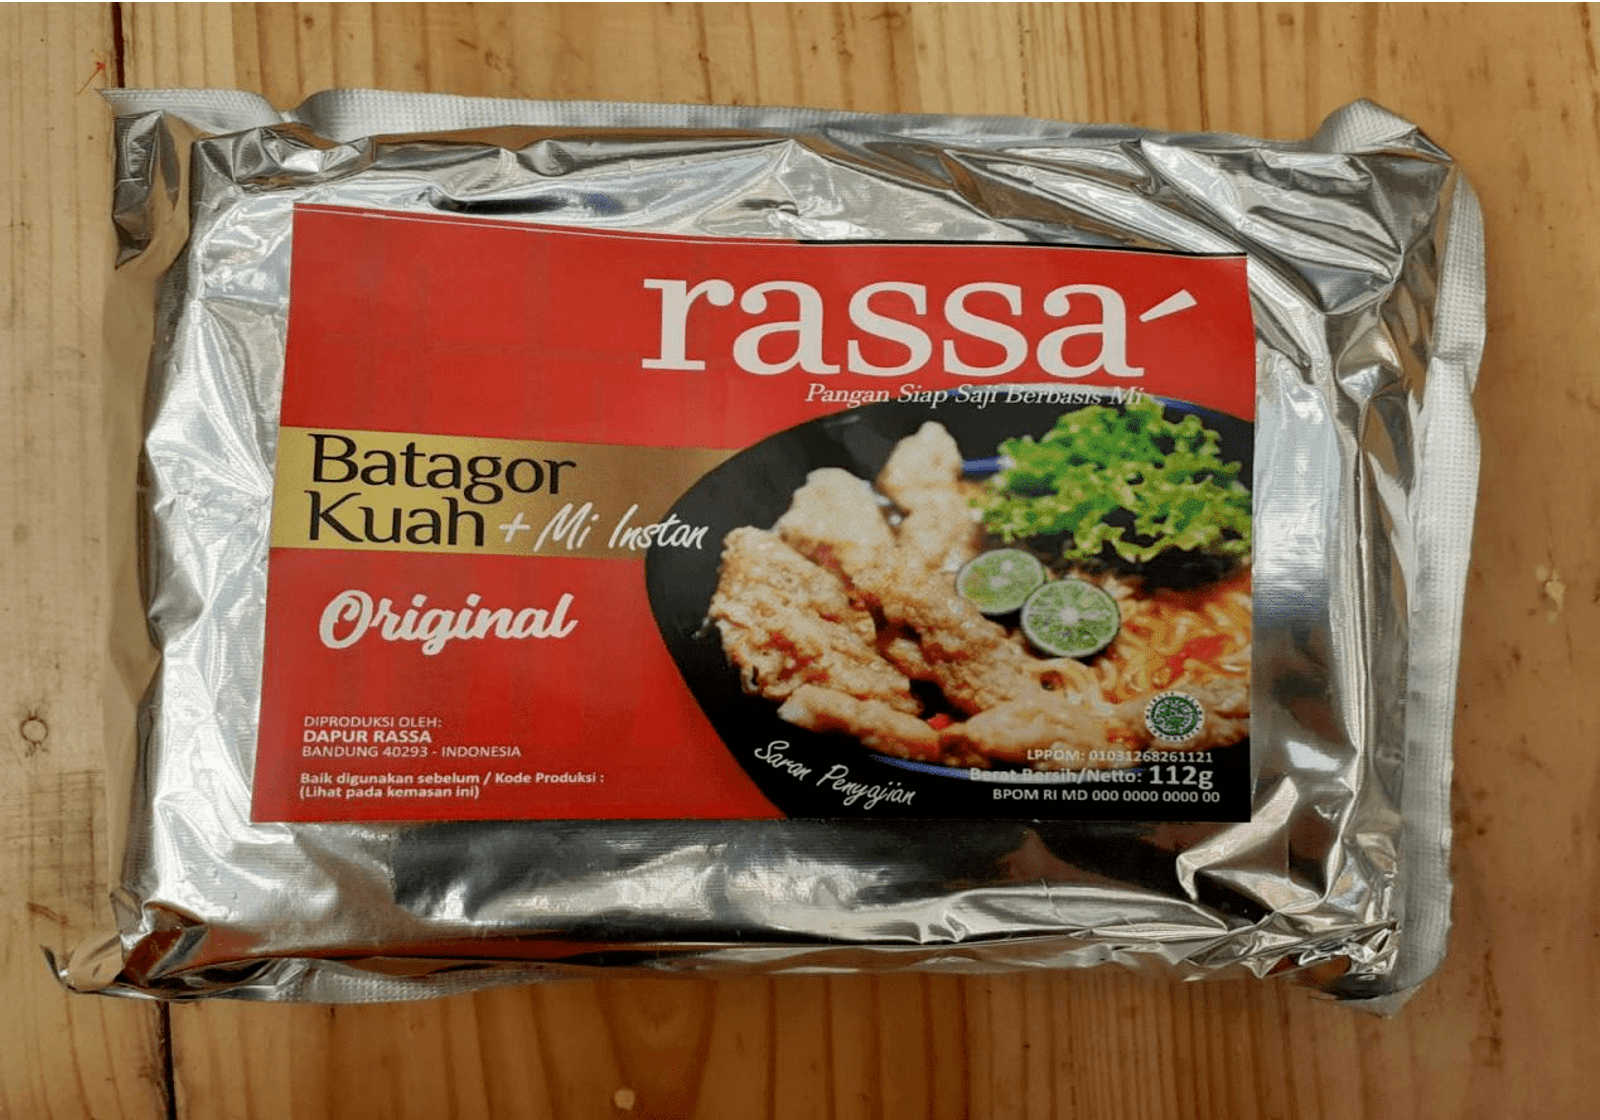 rassa
Pangan Siap Saji Berbasis Mi
Batagor
Kuah + Mi Instan
Original
DIPRODUKSI OLEH:
DAPUR RASSA
BANDUNG 40293 - INDONESIA
Baik digunakan sebelum / Kode Produksi :
(Lihat pada kemasan ini)
Saran Penyajian
LPPOM: 01031268261121
Berat Bersih/Netto: 112g
BPOM RI MD 000 0000 0000 00